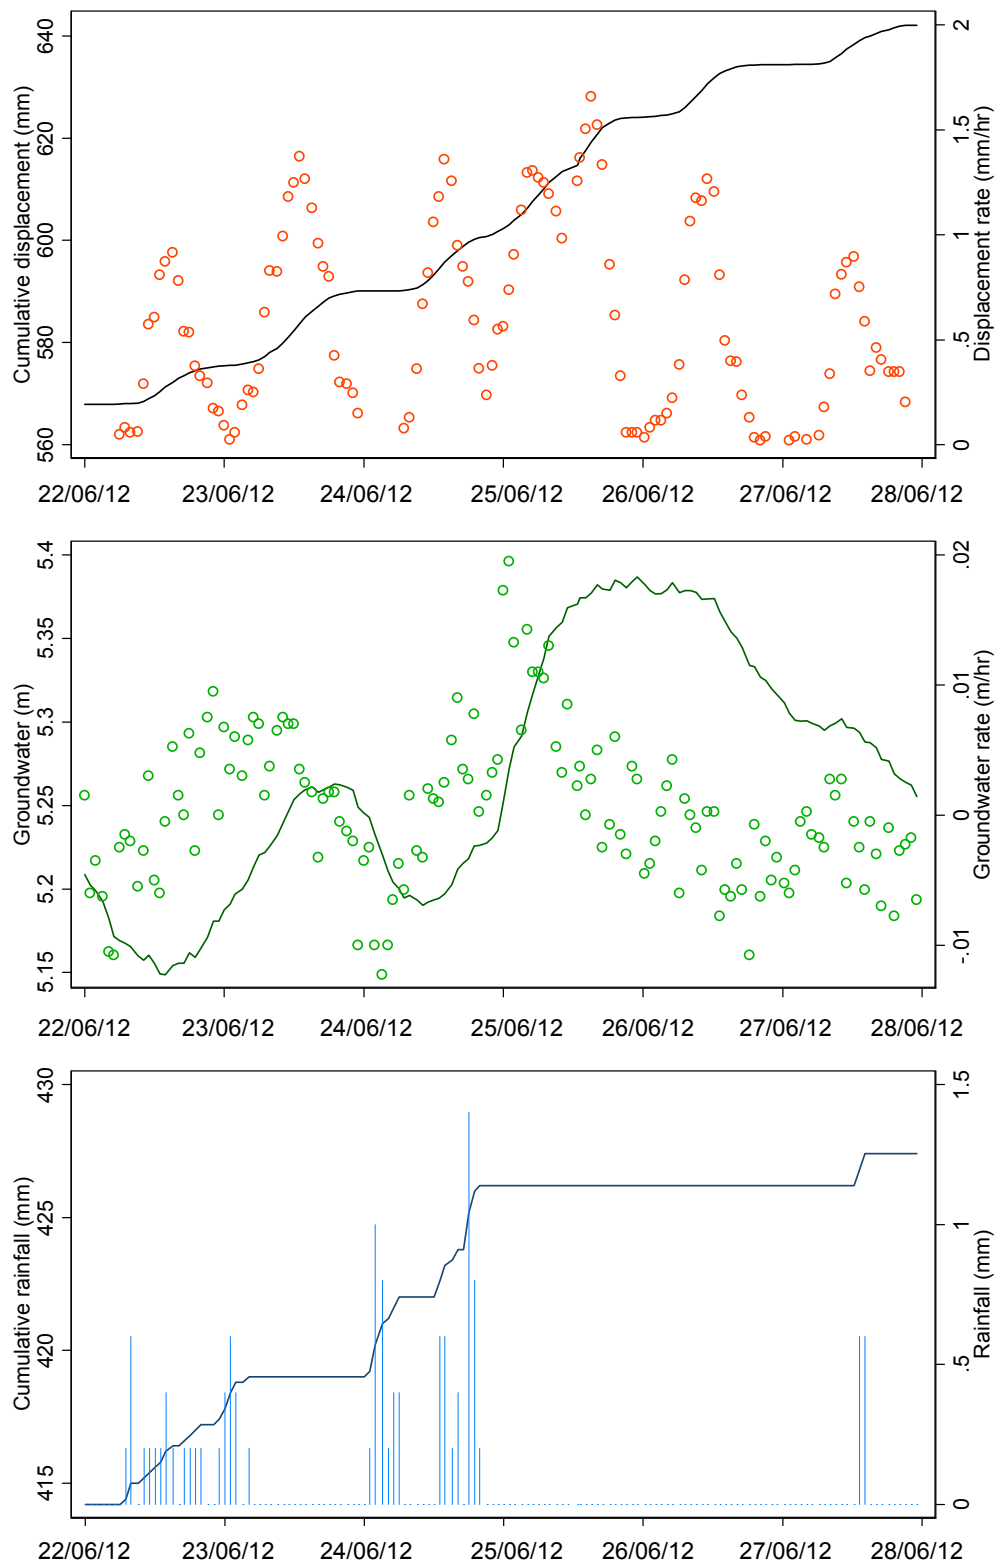 Cumulative displacement (mm)
560 580 600 620 640
0 .5 1 1.5 2
Displacement rate (mm/hr)
22/06/12 23/06/12 24/06/12 25/06/12 26/06/12 27/06/12 28/06/12
Groundwater (m)
5.15 5.2 5.25 5.3 5.35 5.4
-.01 0 .01 .02
Groundwater rate (m/hr)
22/06/12 23/06/12 24/06/12 25/06/12 26/06/12 27/06/12 28/06/12
Cumulative rainfall (mm)
415 420 425 430
0 .5 1 1.5
Rainfall (mm)
22/06/12 23/06/12 24/06/12 25/06/12 26/06/12 27/06/12 28/06/12